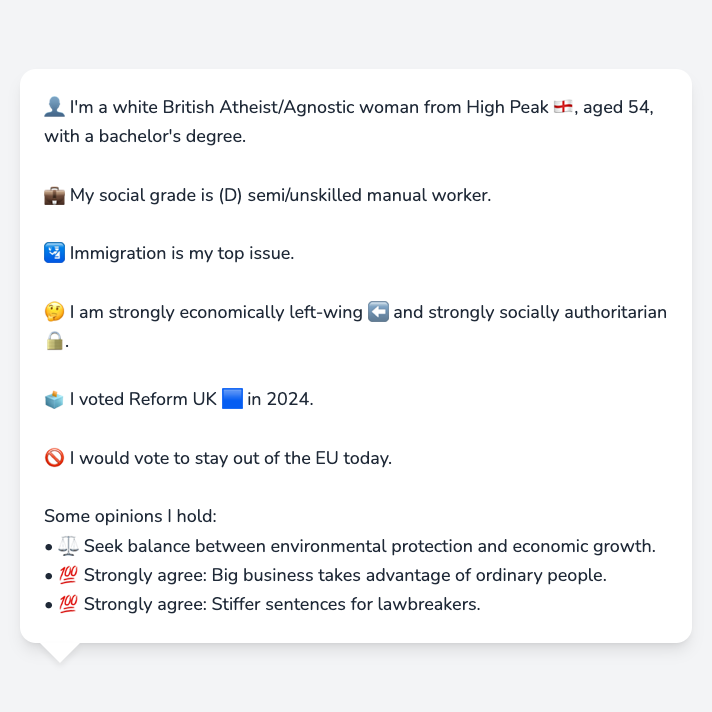 👤 I'm a white British Atheist/Agnostic woman from High Peak 🏴󠁧󠁢󠁥󠁮󠁧󠁿, aged 54,
with a bachelor's degree.
💼 My social grade is (D) semi/unskilled manual worker.
🛂 Immigration is my top issue.
🤔 I am strongly economically left-wing ⬅️ and strongly socially authoritarian
🔒.
🗳️ I voted Reform UK 🟦 in 2024.
🚫 I would vote to stay out of the EU today.
Some opinions I hold:
• ⚖️ Seek balance between environmental protection and economic growth.
• 💯 Strongly agree: Big business takes advantage of ordinary people.
• 💯 Strongly agree: Stiffer sentences for lawbreakers.